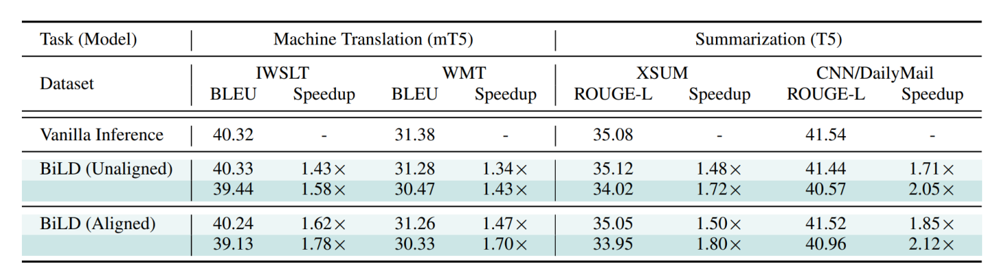 Task (Model) Machine Translation (mT5) Summarization (T5)
Dataset IWSLT WMT XSUM CNN/DailyMail
BLEU Speedup BLEU Speedup ROUGE-L Speedup ROUGE-L Speedup
Vanilla Inference 40.32 - 31.38 - 35.08 - 41.54 -
BiLD (Unaligned) 40.33 1.43× 31.28 1.34× 35.12 1.48× 41.44 1.71×
39.44 1.58× 30.47 1.43× 34.02 1.72× 40.57 2.05×
BiLD (Aligned) 40.24 1.62× 31.26 1.47× 35.05 1.50× 41.52 1.85×
39.13 1.78× 30.33 1.70× 33.95 1.80× 40.96 2.12×